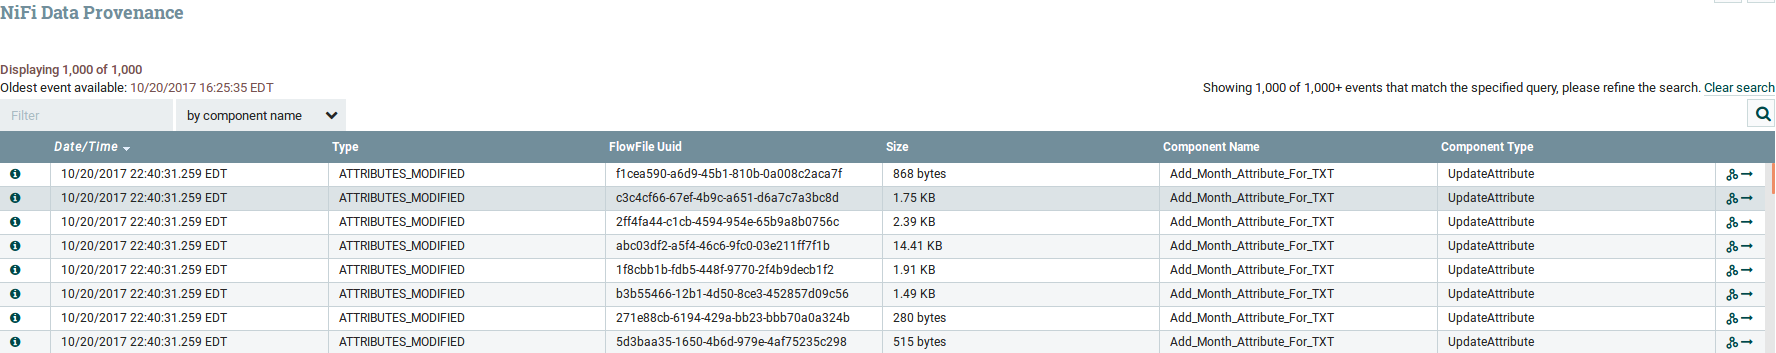 NiFi Data Provenance
Displaying 1,000 of 1,000
Oldest event available: 10/20/2017 16:25:35 EDT
Showing 1,000 of 1,000+ events that match the specified query, please refine the search. Clear search
Filter by component name
Date/Time Type FlowFile Uuid Size Component Name Component Type
10/20/2017 22:40:31.259 EDT ATTRIBUTES_MODIFIED f1cea590-a6d9-45b1-810b-0a008c2aca7f 868 bytes Add_Month_Attribute_For_TXT UpdateAttribute
10/20/2017 22:40:31.259 EDT ATTRIBUTES_MODIFIED c3c4cf66-67ef-4b9c-a651-d6a7c7a3bc8d 1.75 KB Add_Month_Attribute_For_TXT UpdateAttribute
10/20/2017 22:40:31.259 EDT ATTRIBUTES_MODIFIED 2ff4fa44-c1cb-4594-954e-65b9a8b0756c 2.39 KB Add_Month_Attribute_For_TXT UpdateAttribute
10/20/2017 22:40:31.259 EDT ATTRIBUTES_MODIFIED abc03df2-a5f4-46c6-9fc0-03e211ff7f1b 14.41 KB Add_Month_Attribute_For_TXT UpdateAttribute
10/20/2017 22:40:31.259 EDT ATTRIBUTES_MODIFIED 1f8cbb1b-fdb5-448f-9770-2f4b9decb1f2 1.91 KB Add_Month_Attribute_For_TXT UpdateAttribute
10/20/2017 22:40:31.259 EDT ATTRIBUTES_MODIFIED b3b55466-12b1-4d50-8ce3-452857d09c56 1.49 KB Add_Month_Attribute_For_TXT UpdateAttribute
10/20/2017 22:40:31.259 EDT ATTRIBUTES_MODIFIED 271e88cb-6194-429a-bb23-bbb70a0a324b 280 bytes Add_Month_Attribute_For_TXT UpdateAttribute
10/20/2017 22:40:31.259 EDT ATTRIBUTES_MODIFIED 5d3baa35-1650-4b6d-979e-4af75235c298 515 bytes Add_Month_Attribute_For_TXT UpdateAttribute